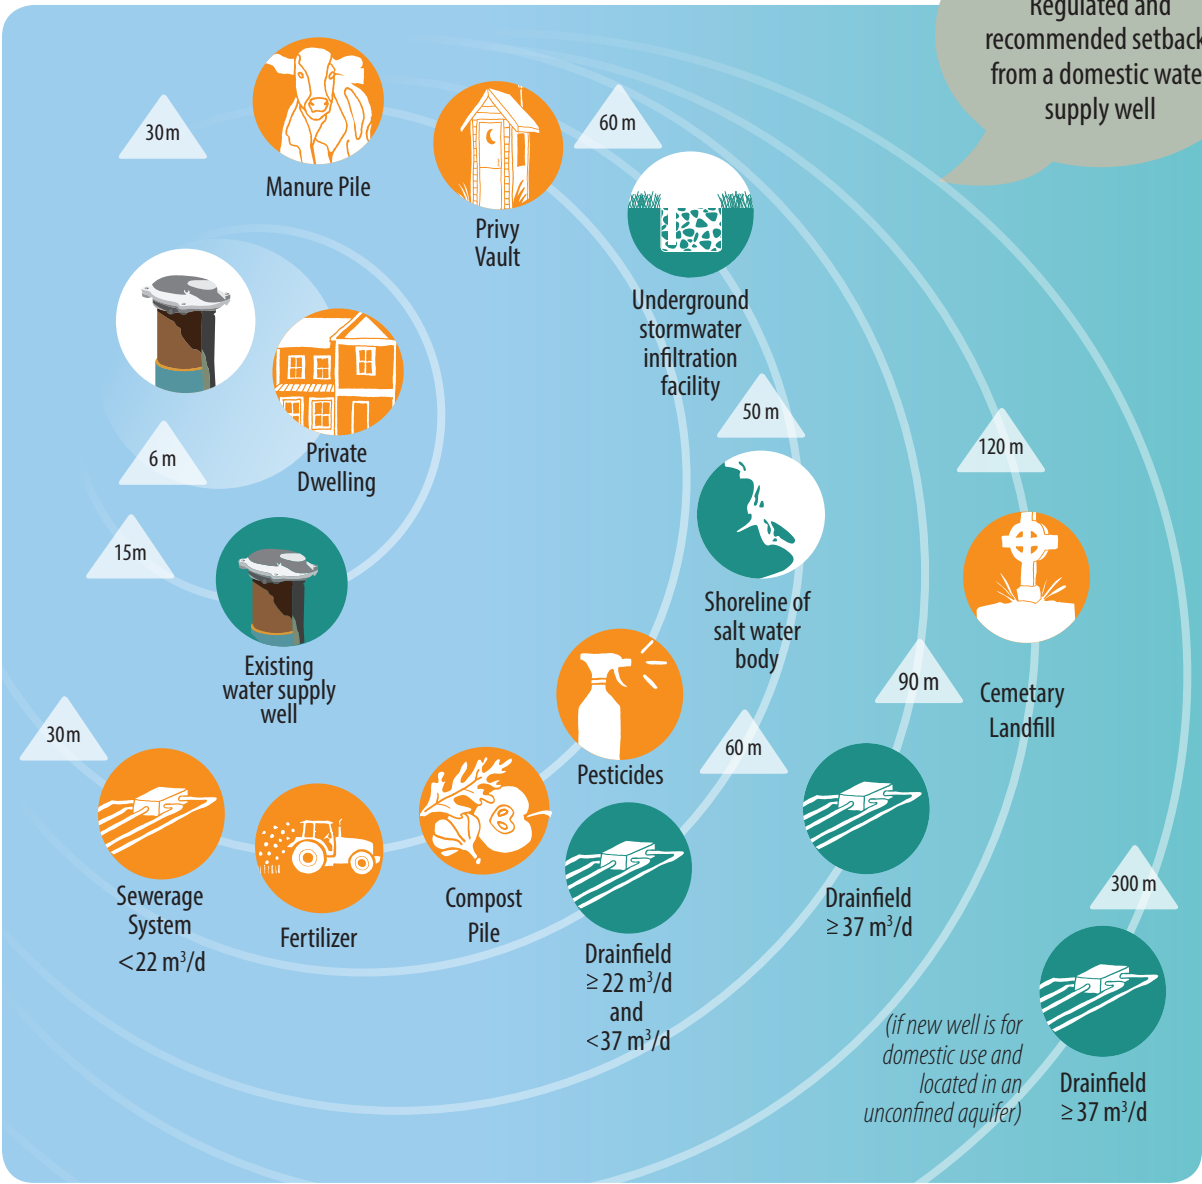 Regulated and
recommended setback
from a domestic wate
supply well
30 m
Manure Pile
Privy
Vault
60 m
Underground
stormwater
infiltration
facility
6 m
Private
Dwelling
50 m
120 m
15m
Existing
water supply
well
Shoreline of
salt water
body
90 m
Cemetary
Landfill
30 m
Sewerage
System
<22 m³/d
Fertilizer
Compost
Pile
Pesticides
60 m
Drainfield
≥ 22 m³/d
and
<37 m³/d
Drainfield
≥ 37 m³/d
300 m
(if new well is for
domestic use and
located in an
unconfined aquifer)
Drainfield
≥ 37 m³/d